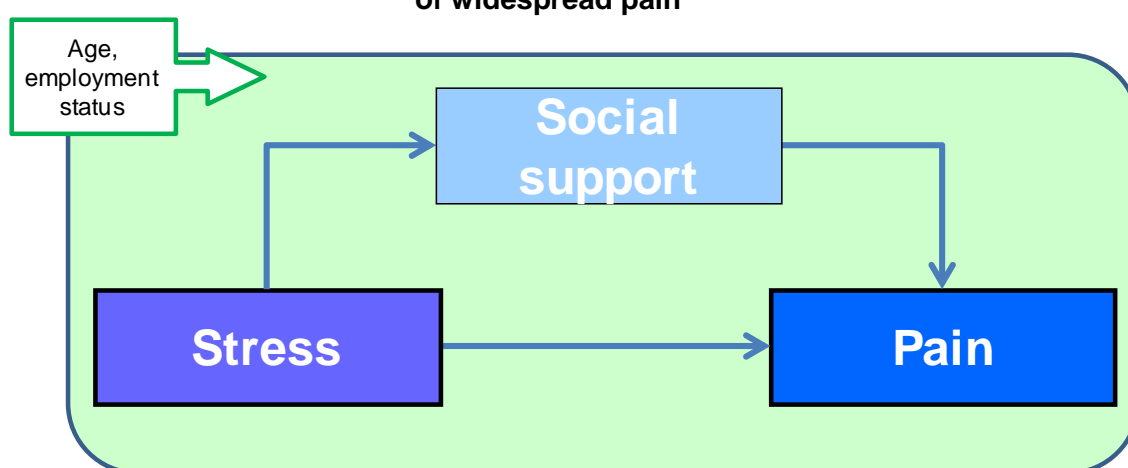 of widespread pain
Age,
employment
status
Social
support
Stress
Pain